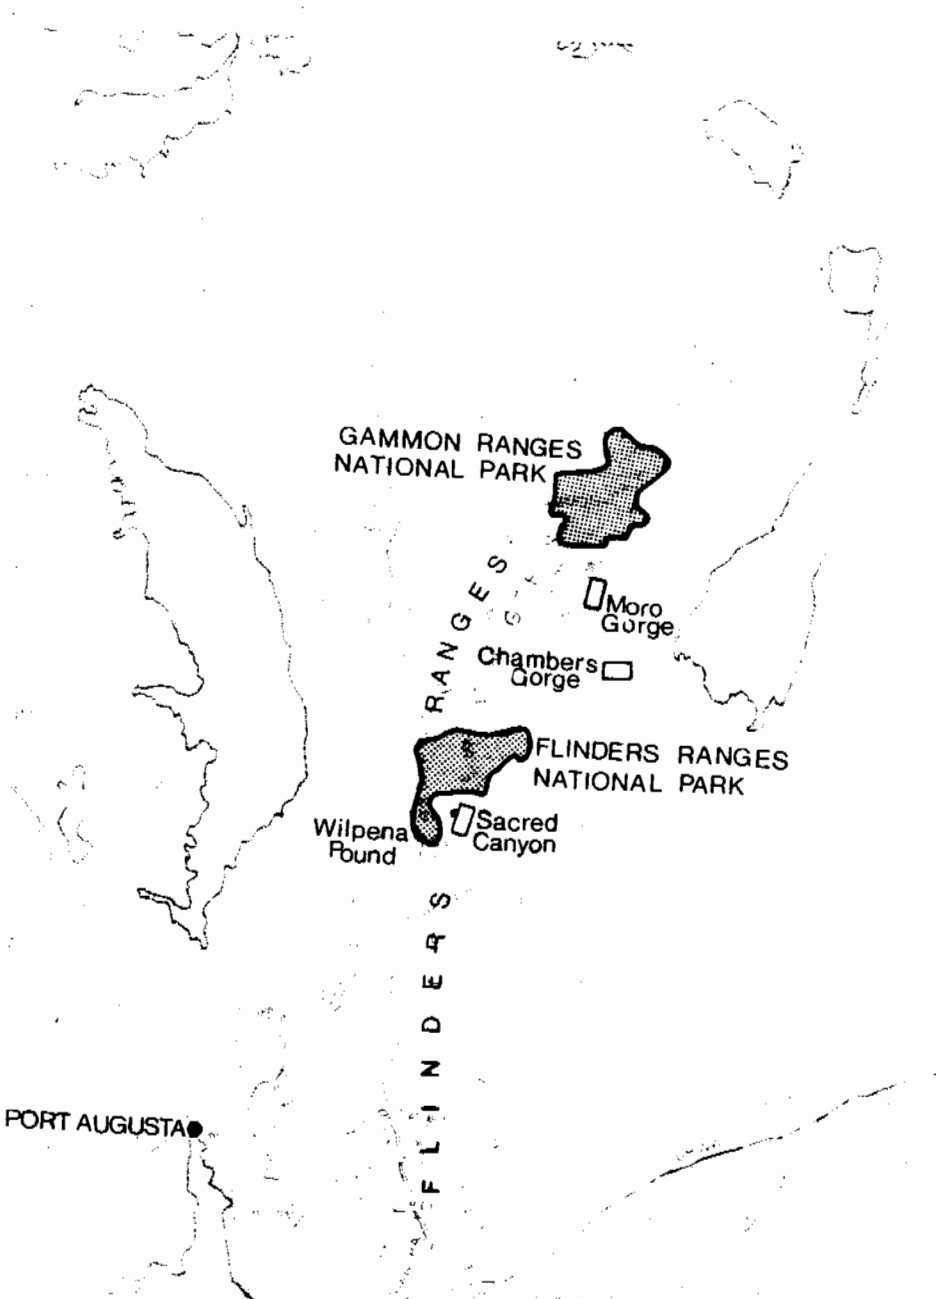 GAMMON RANGES
NATIONAL PARK
Moro
Gorge
Chambers
Gorge
FLINDERS RANGES
NATIONAL PARK
Wilpena
Pound
Sacred
Canyon
FLINDERS RANGES
PORT AUGUSTA